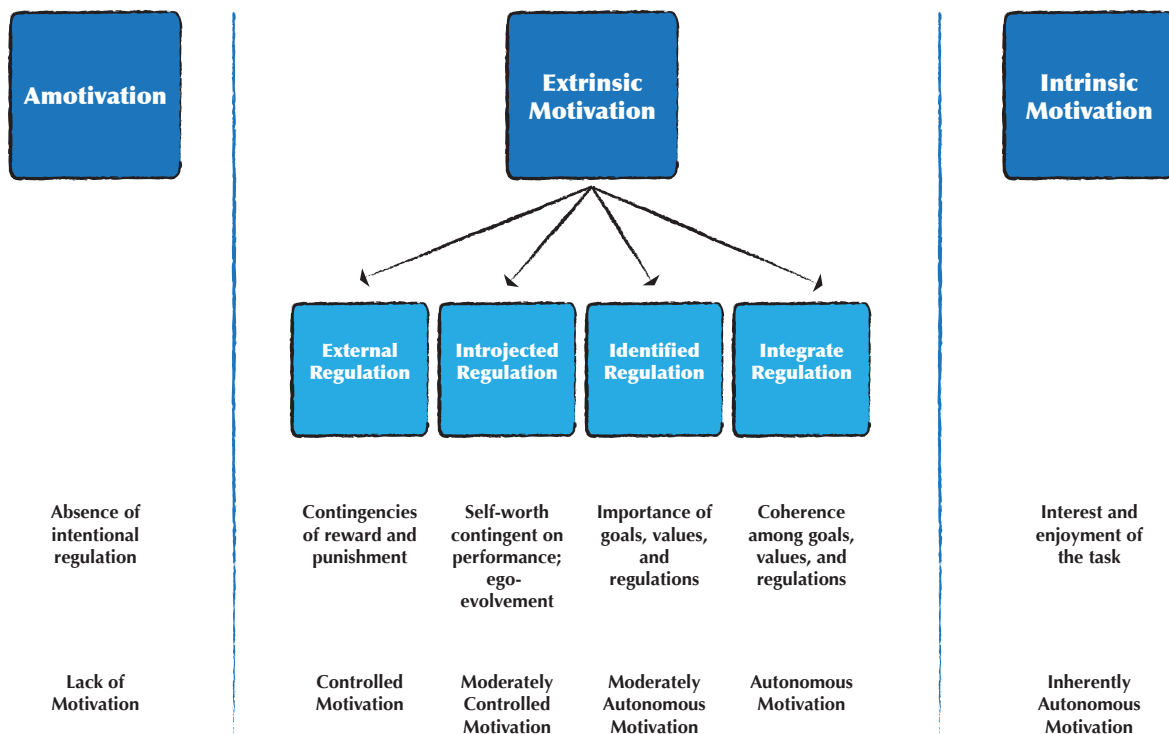 Amotivation
Extrinsic
Motivation
Intrinsic
Motivation
External
Regulation
Introjected
Regulation
Identified
Regulation
Integrate
Regulation
Absence of
intentional
regulation
Contingencies
of reward and
punishment
Self-worth
contingent on
performance;
ego-
evolvement
Importance of
goals, values,
and
regulations
Coherence
among goals,
values, and
regulations
Interest and
enjoyment of
the task
Lack of
Motivation
Controlled
Motivation
Moderately
Controlled
Motivation
Moderately
Autonomous
Motivation
Autonomous
Motivation
Inherently
Autonomous
Motivation